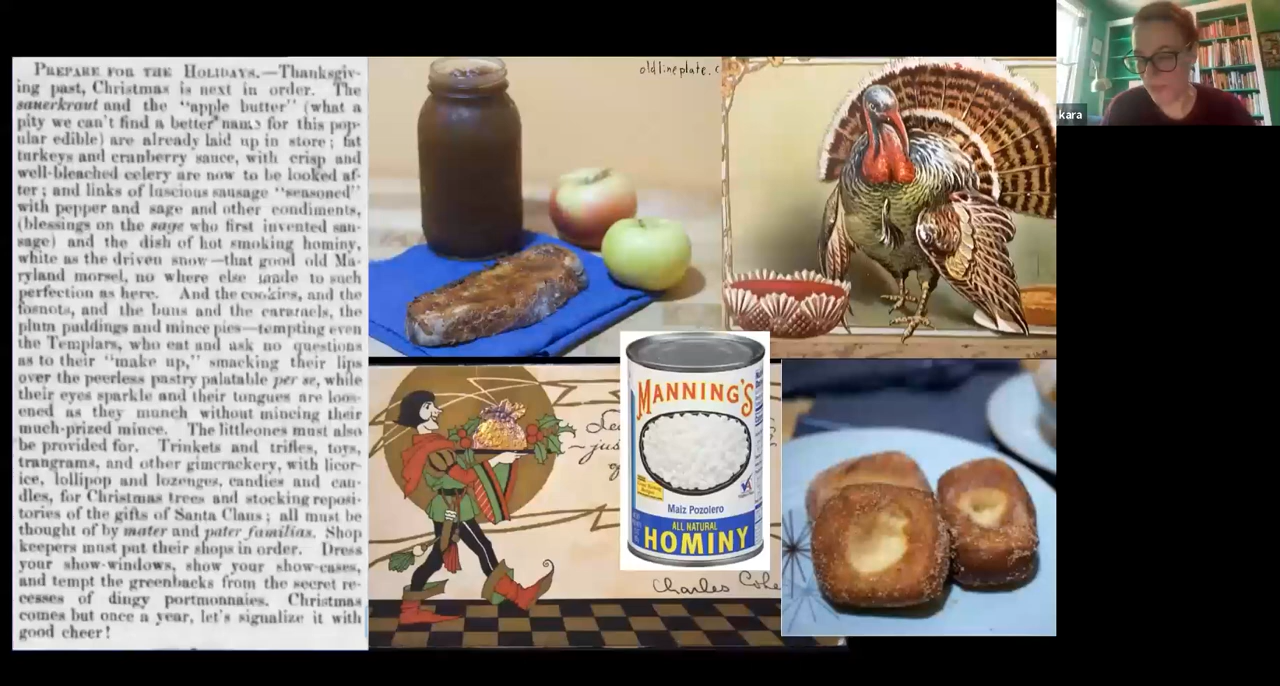 PREPARE FOR THE HOLIDAYS.—Thanksgiv-
ing past, Christmas is next in order. The
sauerkraut and the "apple butter" (what a
pity we can't find a better name for this pop-
ular edible) are already laid up in store; fat
turkeys and cranberry sauce, with crisp and
well-bleached celery are now to be looked af-
ter; and links of luscious sausage "seasoned"
with pepper and sage and other condiments,
(blessings on the sage who first invented sau-
sage) and the dish of hot smoking hominy,
white as the driven snow—that good old Ma-
ryland morsel, no where else made to such
perfection as here. And the cookies, and the
fosnots, and the buns and the caramels, the
plum puddings and mince pies—tempting even
the Templars, who eat and ask no questions
as to their "make up," smacking their lips
over the peerless pastry palatable per se, while
their eyes sparkle and their tongues are loos-
ened as they munch without mincing their
much-prized mince. The littleones must also
be provided for. Trinkets and trifles, toys,
trangrams, and other gimcrackery, with licor-
ice, lollipop and lozenges, candies and can-
dles, for Christmas trees and stocking reposi-
tories of the gifts of Santa Claus; all must be
thought of by mater and pater familias. Shop
keepers must put their shops in order. Dress
your show-windows, show your show-cases,
and tempt the greenbacks from the secret re-
cesses of dingy portmonnaies. Christmas
comes but once a year, let's signalize it with
good cheer!
oldlineplate.c
kara
MANNING'S
Maiz Pozolero
ALL NATURAL
HOMINY
Charles